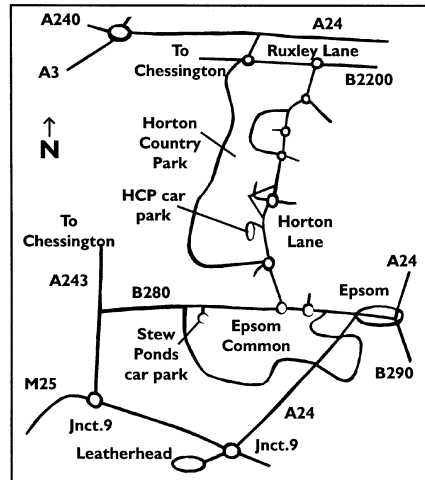 A240
A24
To
Chessington
Ruxley Lane
A3
B2200
↑
N
Horton
Country
Park
HCP car
park
Horton
Lane
To
Chessington
A243
B280
A24
Epsom
Stew
Ponds
car park
Epsom
Common
B290
M25
A24
Jnct.9
Jnct.9
Leatherhead